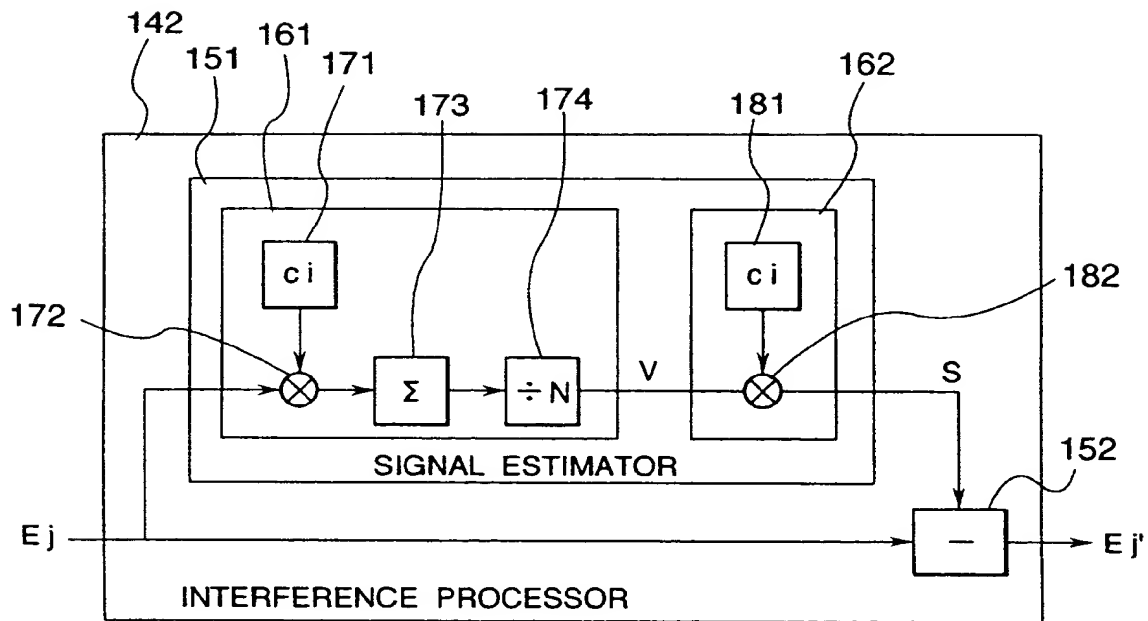 142
151
161
171
173
174
181
162
ci
ci
172
182
Σ
÷N
V
S
SIGNAL ESTIMATOR
152
Ej
−
Ej'
INTERFERENCE PROCESSOR